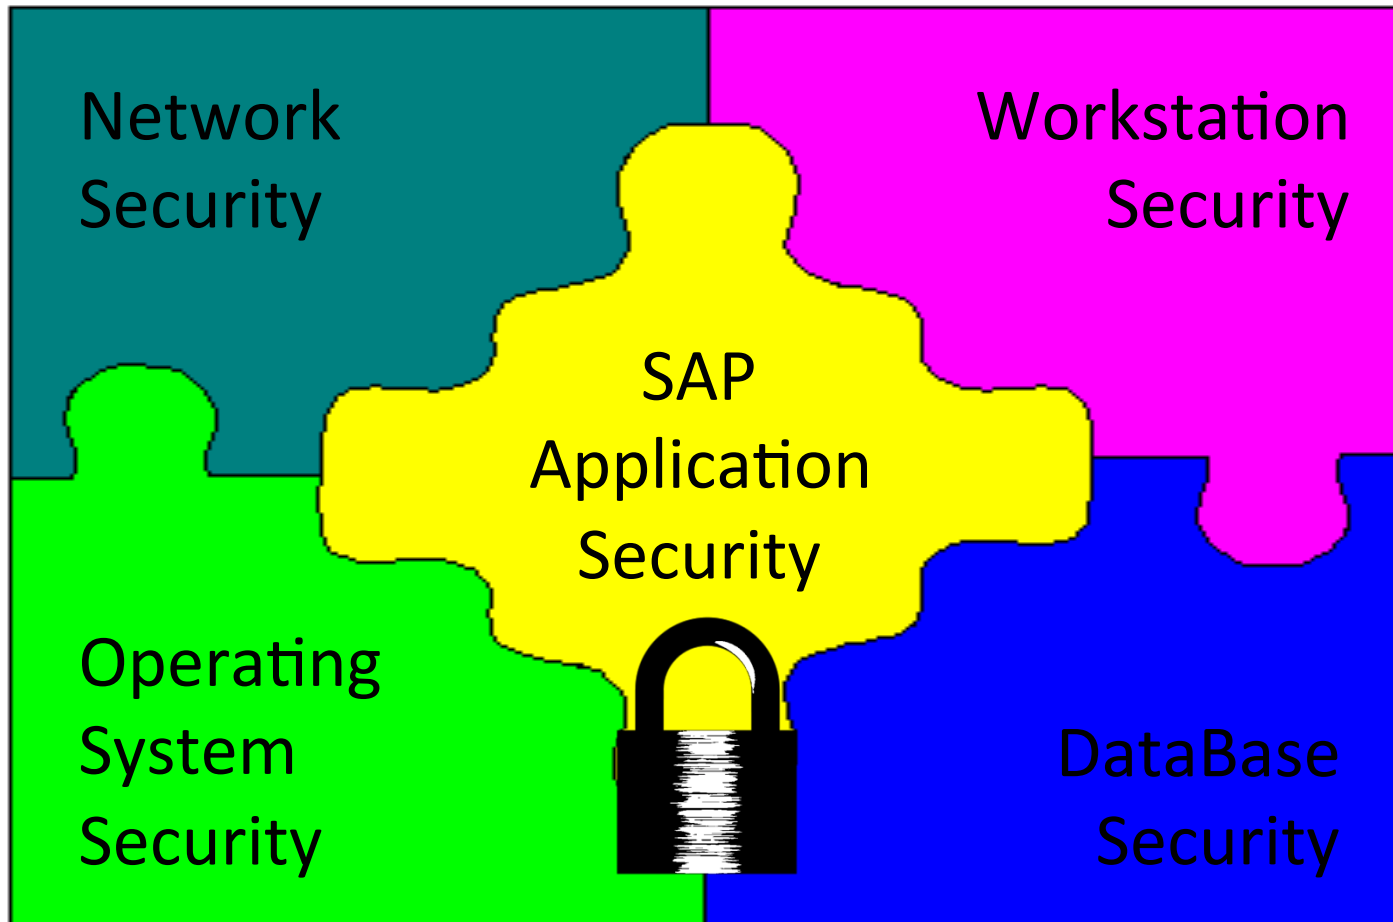 Network
Security
Workstation
Security
SAP
Application
Security
Operating
System
Security
DataBase
Security